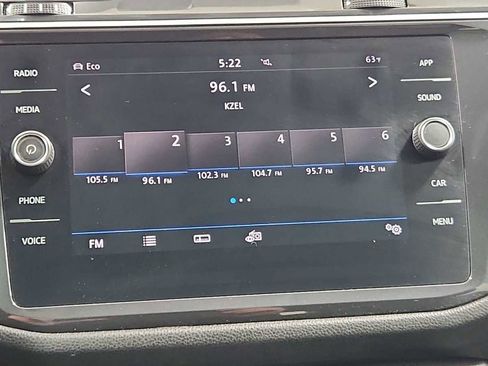 RADIO
MEDIA
PHONE
VOICE
Eco 5:22 63°F
96.1 FM
KZEL
1 2 3 4 5 6
105.5 FM 96.1 FM 102.3 FM 104.7 FM 95.7 FM 94.5 FM
FM
APP
SOUND
CAR
MENU